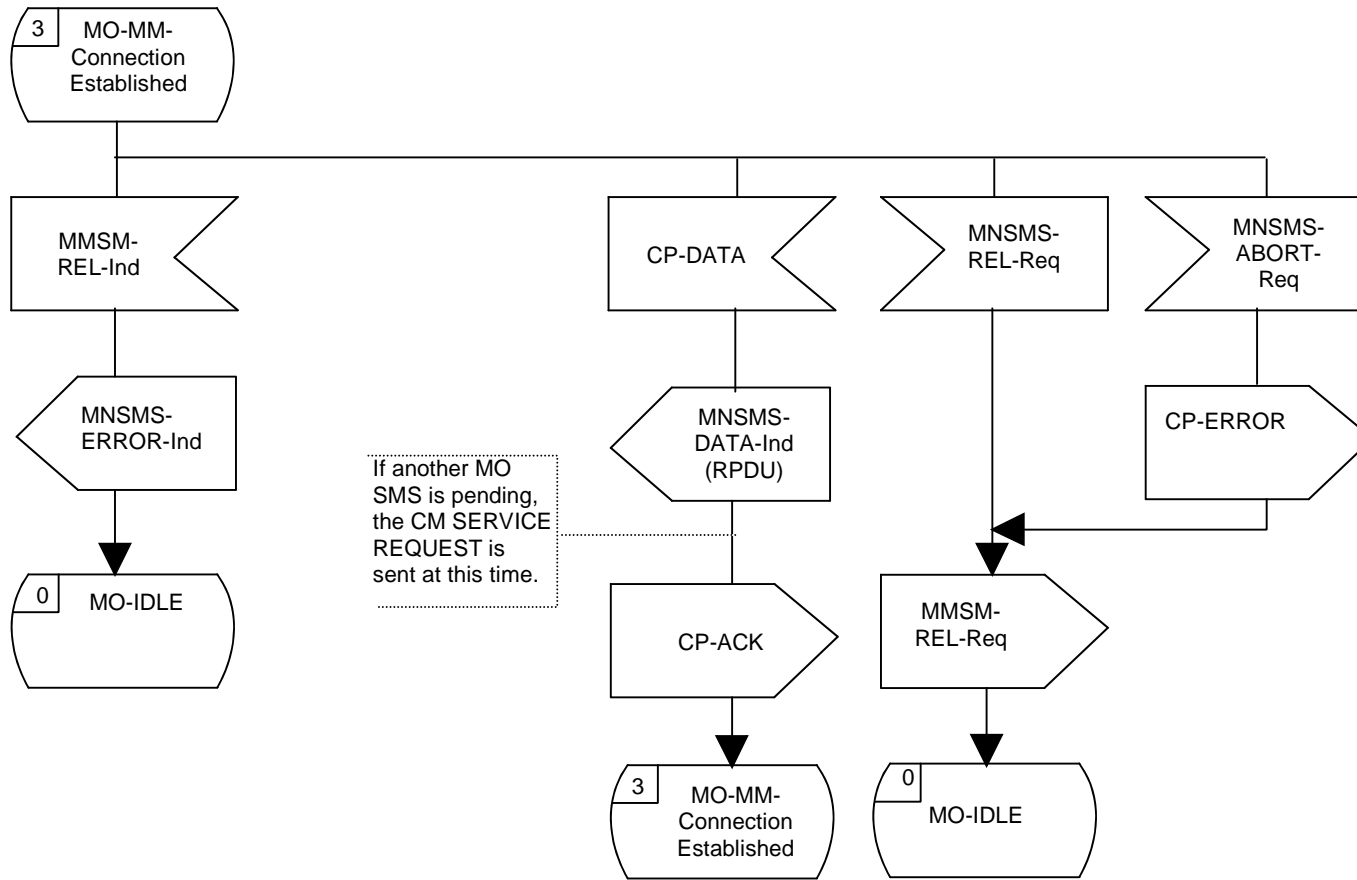 3
MO-MM-
Connection
Established
MMSM-
REL-Ind
CP-DATA
MNSMS-
REL-Req
MNSMS-
ABORT-
Req
MNSMS-
ERROR-Ind
MNSMS-
DATA-Ind
(RPDU)
CP-ERROR
If another MO
SMS is pending,
the CM SERVICE
REQUEST is
sent at this time.
0
MO-IDLE
CP-ACK
MMSM-
REL-Req
3
MO-MM-
Connection
Established
0
MO-IDLE